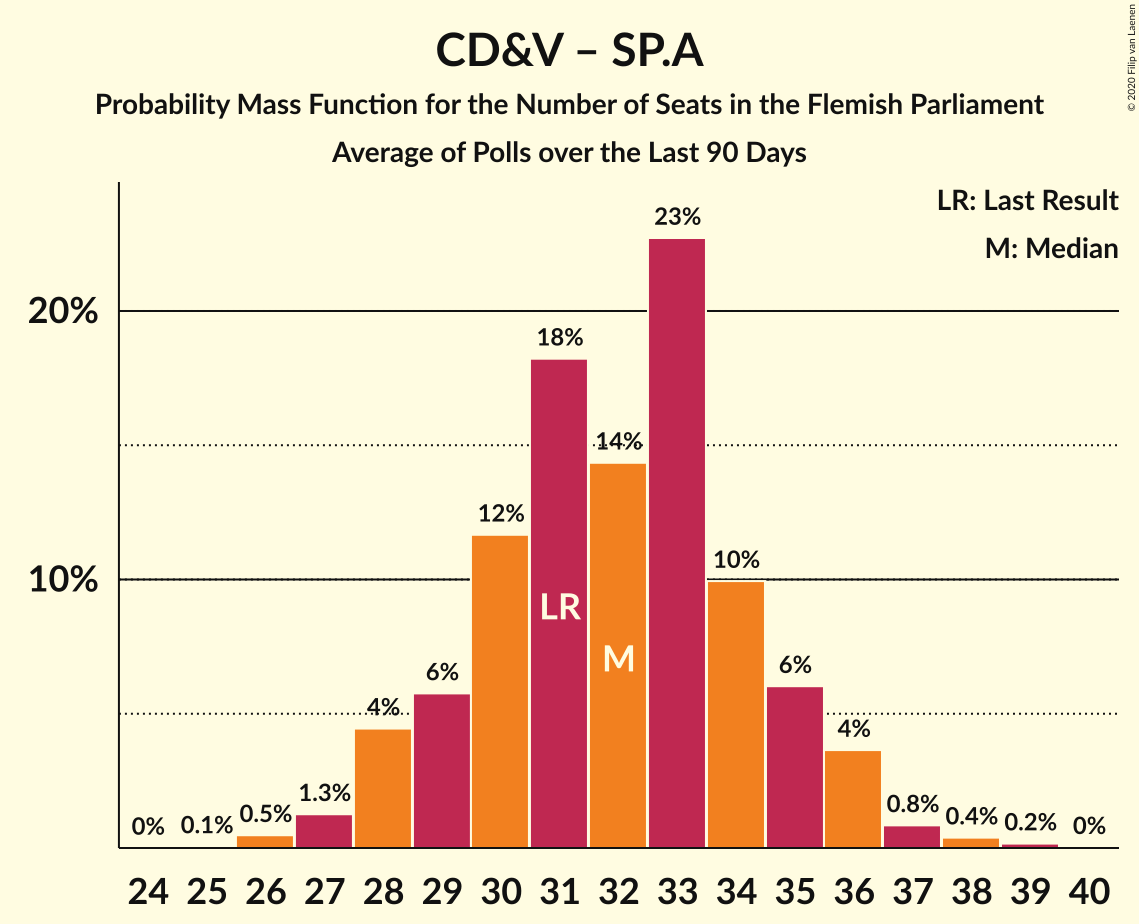 CD&V – SP.A
Probability Mass Function for the Number of Seats in the Flemish Parliament
Average of Polls over the Last 90 Days
© 2020 Filip van Laenen
LR: Last Result
M: Median
23%
20%
18%
14%
12%
10%
10%
LR
M
6%
6%
4%
4%
1.3%
0.8%
0.5%
0.4%
0.2%
0.1%
0%
0%
24 25 26 27 28 29 30 31 32 33 34 35 36 37 38 39 40